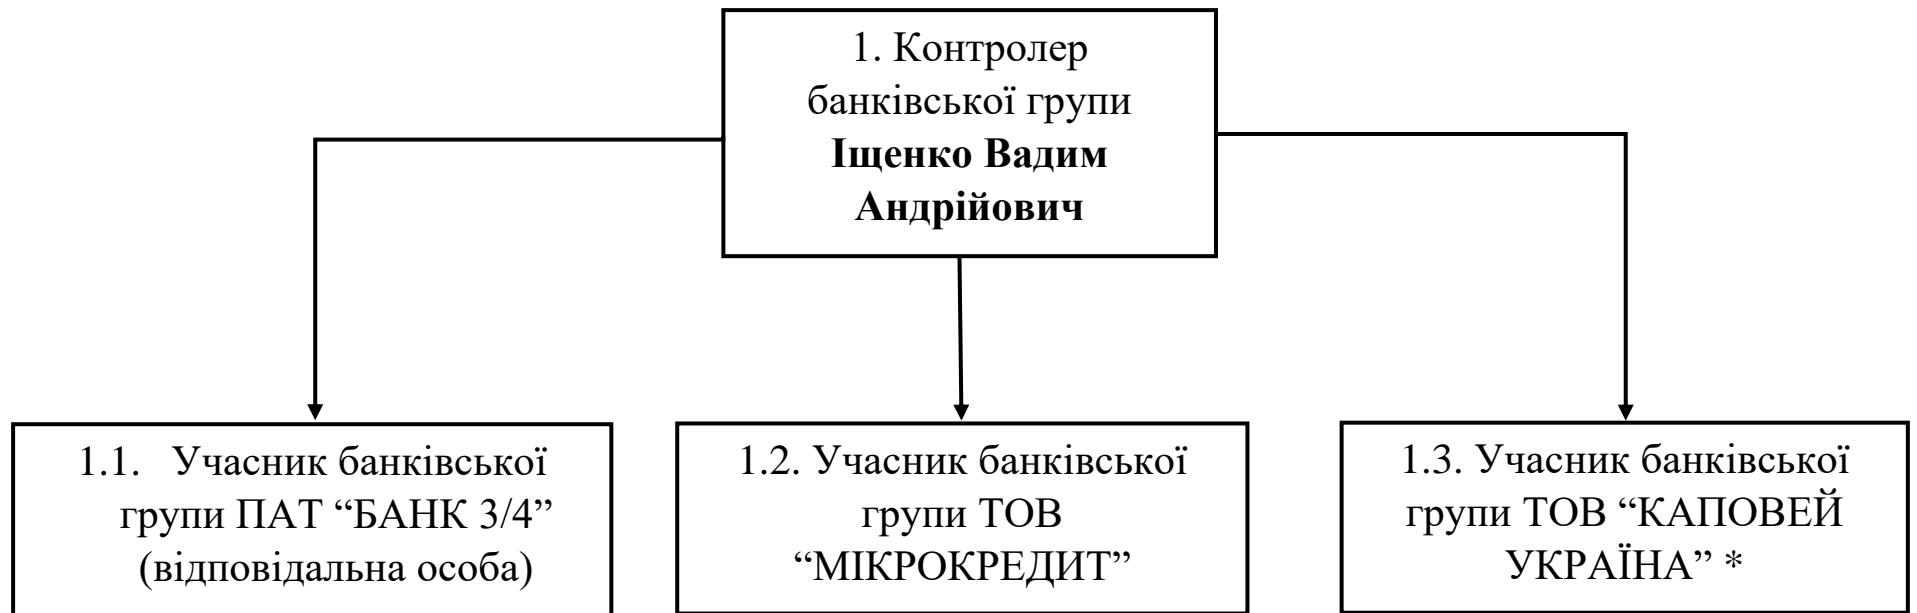 1. Контролер
банківської групи
Іщенко Вадим
Андрійович
1.1. Учасник банківської
групи ПАТ “БАНК 3/4”
(відповідальна особа)
1.2. Учасник банківської
групи ТОВ
“МІКРОКРЕДИТ”
1.3. Учасник банківської
групи ТОВ “КАПОВЕЙ
УКРАЇНА” *